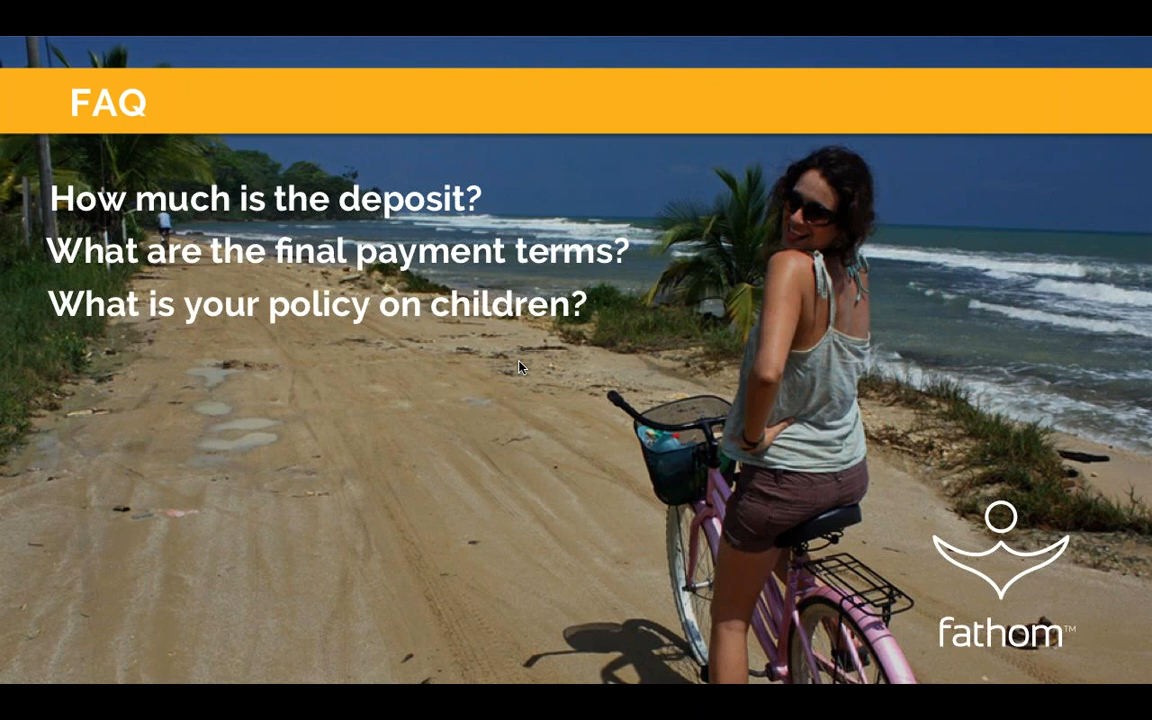 FAQ
How much is the deposit?
What are the final payment terms?
What is your policy on children?
fathom™